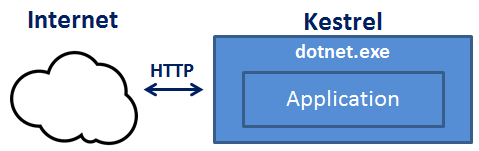 Internet
Kestrel
dotnet.exe
HTTP
Application